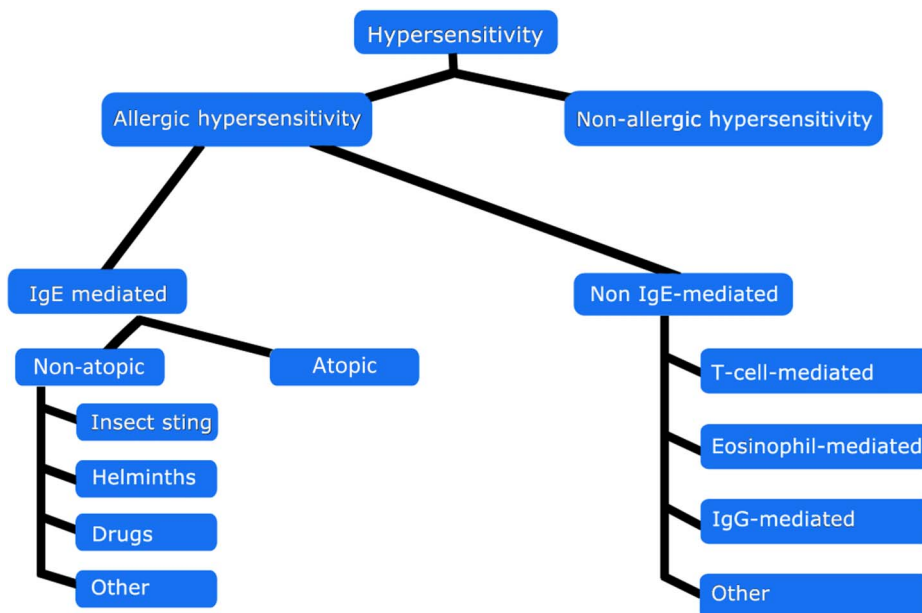 Hypersensitivity
Allergic hypersensitivity
Non-allergic hypersensitivity
IgE mediated
Non IgE-mediated
Non-atopic
Atopic
Insect sting
Helminths
Drugs
Other
T-cell-mediated
Eosinophil-mediated
IgG-mediated
Other